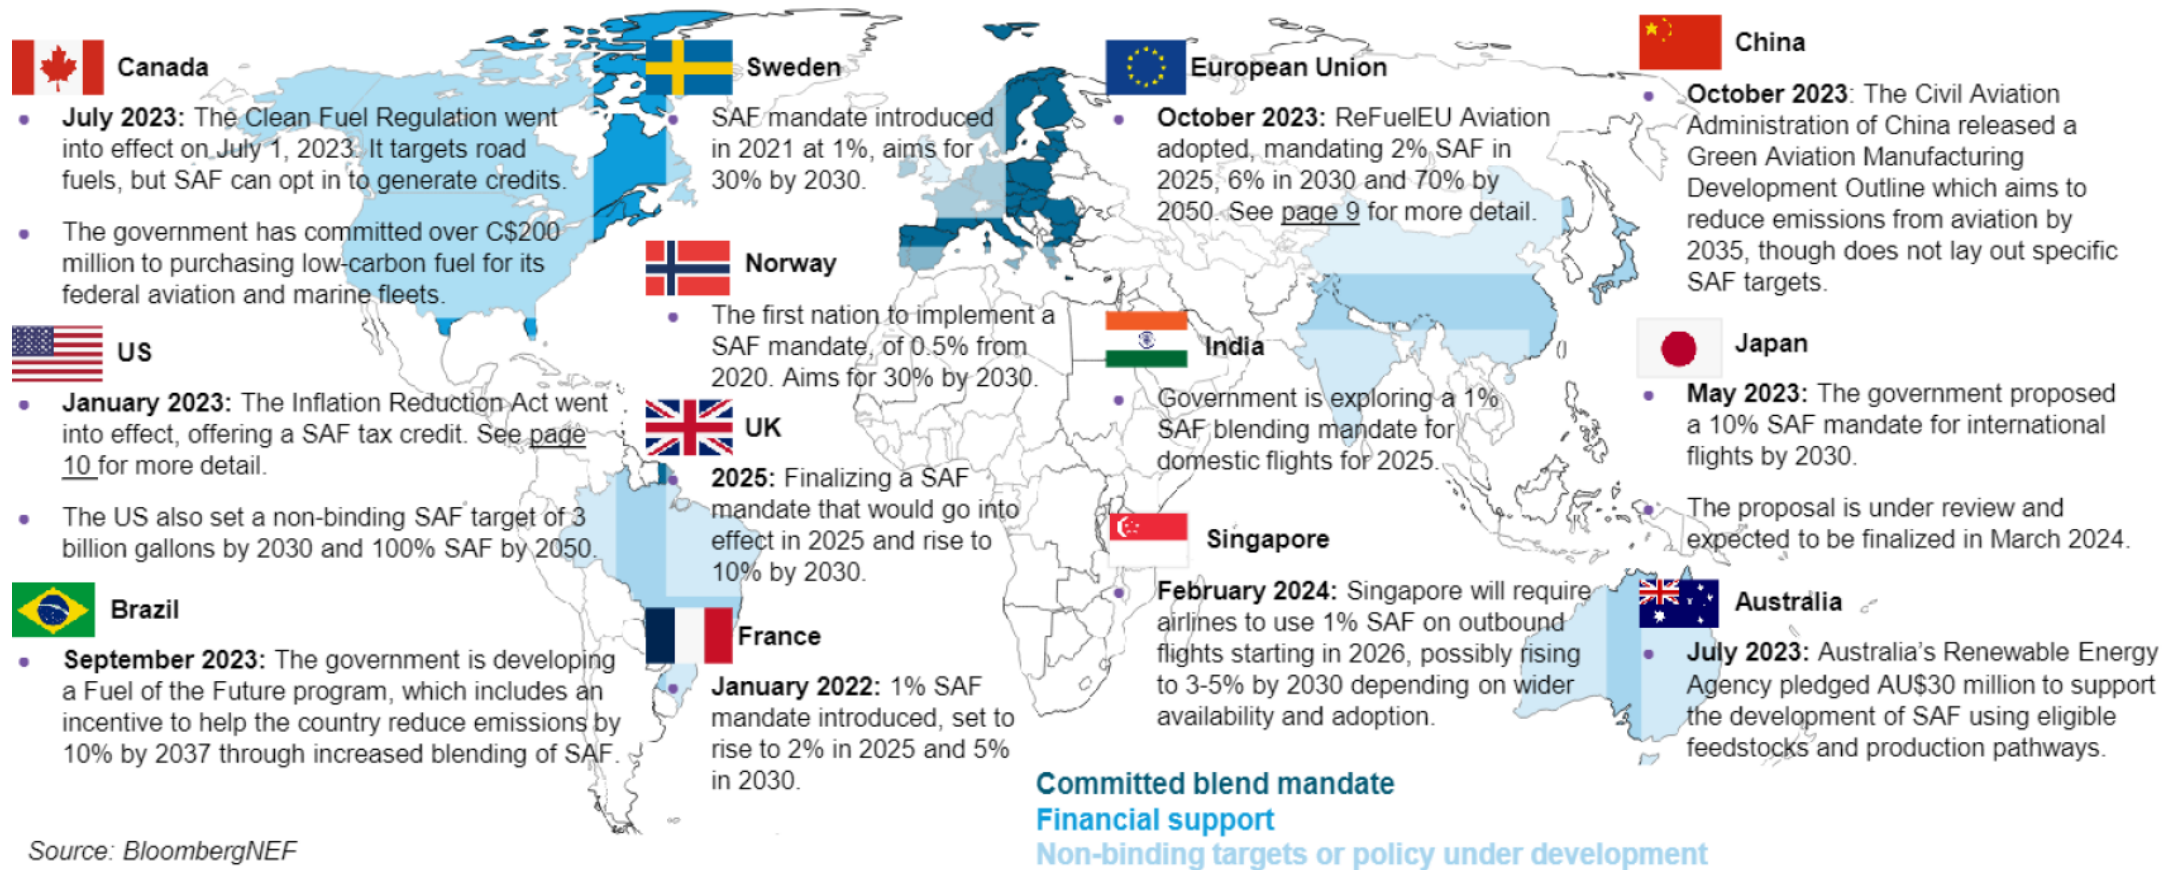 Canada
July 2023: The Clean Fuel Regulation went
into effect on July 1, 2023. It targets road
fuels, but SAF can opt in to generate credits.
The government has committed over C$200
million to purchasing low-carbon fuel for its
federal aviation and marine fleets.
US
January 2023: The Inflation Reduction Act went
into effect, offering a SAF tax credit. See page
10 for more detail.
The US also set a non-binding SAF target of 3
billion gallons by 2030 and 100% SAF by 2050.
Brazil
September 2023: The government is developing
a Fuel of the Future program, which includes an
incentive to help the country reduce emissions by
10% by 2037 through increased blending of SAF.
Sweden
SAF mandate introduced
in 2021 at 1%, aims for
30% by 2030.
Norway
The first nation to implement a
SAF mandate, of 0.5% from
2020. Aims for 30% by 2030.
UK
2025: Finalizing a SAF
mandate that would go into
effect in 2025 and rise to
10% by 2030.
France
January 2022: 1% SAF
mandate introduced, set to
rise to 2% in 2025 and 5%
in 2030.
European Union
October 2023: ReFuelEU Aviation
adopted, mandating 2% SAF in
2025, 6% in 2030 and 70% by
2050. See page 9 for more detail.
India
Government is exploring a 1%
SAF blending mandate for
domestic flights for 2025.
Singapore
February 2024: Singapore will require
airlines to use 1% SAF on outbound
flights starting in 2026, possibly rising
to 3-5% by 2030 depending on wider
availability and adoption.
China
October 2023: The Civil Aviation
Administration of China released a
Green Aviation Manufacturing
Development Outline which aims to
reduce emissions from aviation by
2035, though does not lay out specific
SAF targets.
Japan
May 2023: The government proposed
a 10% SAF mandate for international
flights by 2030.
The proposal is under review and
expected to be finalized in March 2024.
Australia
July 2023: Australia's Renewable Energy
Agency pledged AU$30 million to support
the development of SAF using eligible
feedstocks and production pathways.
Committed blend mandate
Financial support
Non-binding targets or policy under development
Source: BloombergNEF